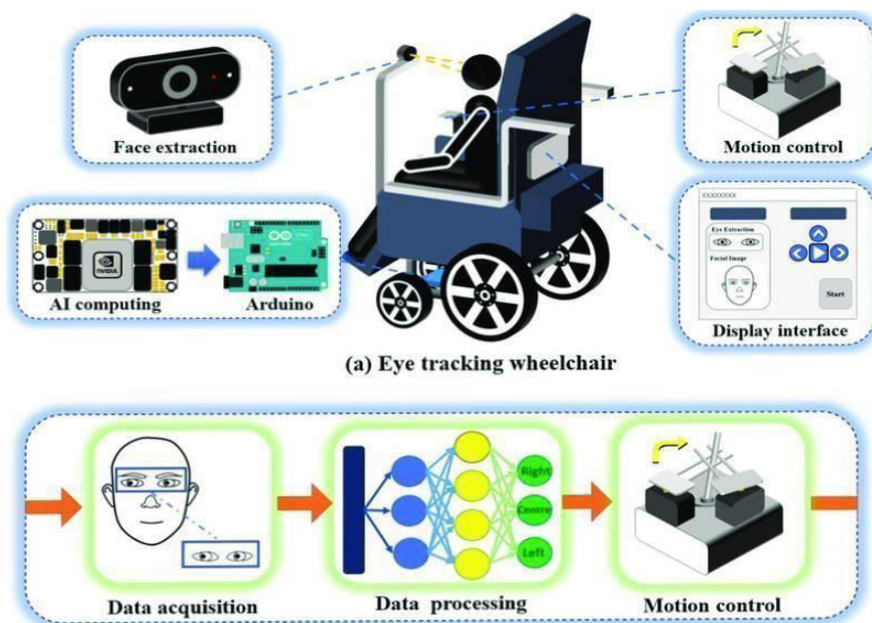 Face extraction
Motion control
XXXXXXXX
Eye Extraction
Facial Image
Start
Display interface
NVIDIA
AI computing
Arduino
(a) Eye tracking wheelchair
Right
Centre
Left
Data acquisition
Data processing
Motion control